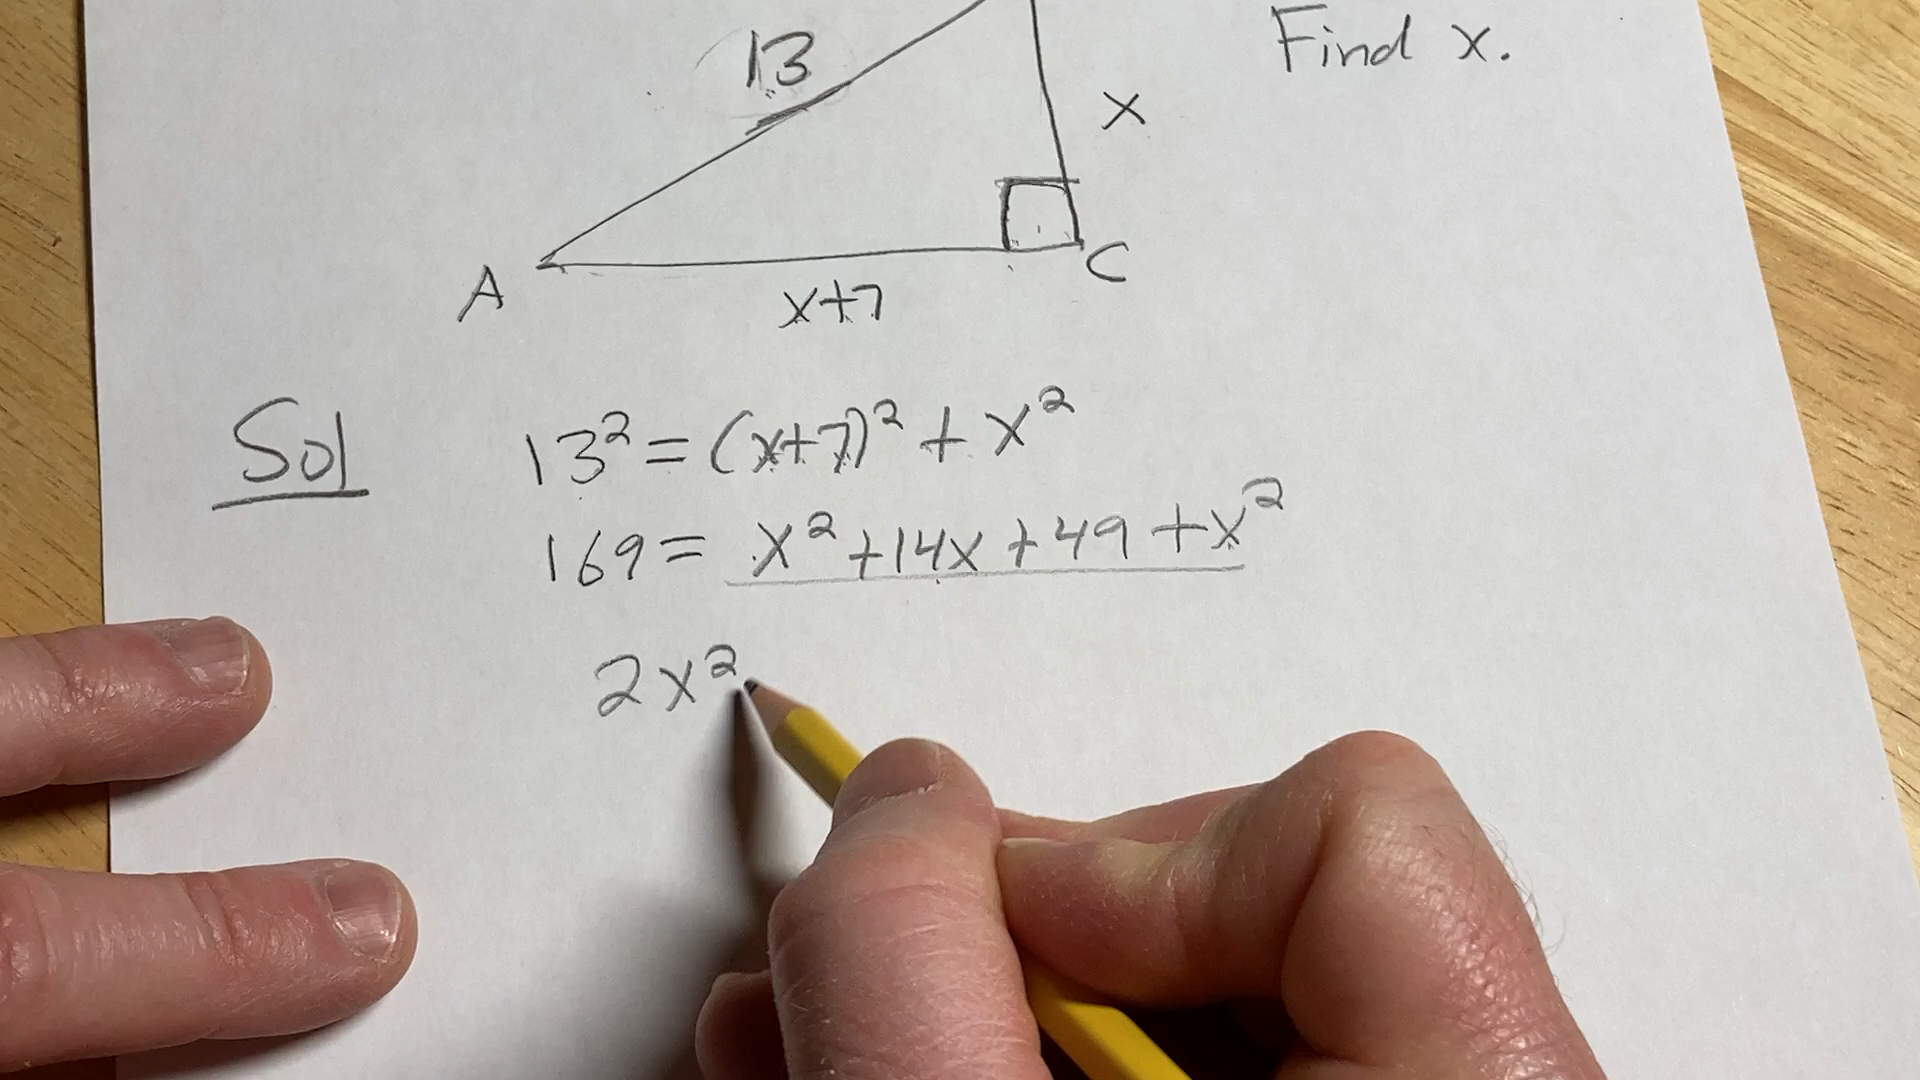 13
Find x.
x
A
C
x+7
Sol
13² = (x+7)² + x²
169 = x² + 14x + 49 + x²
2x²